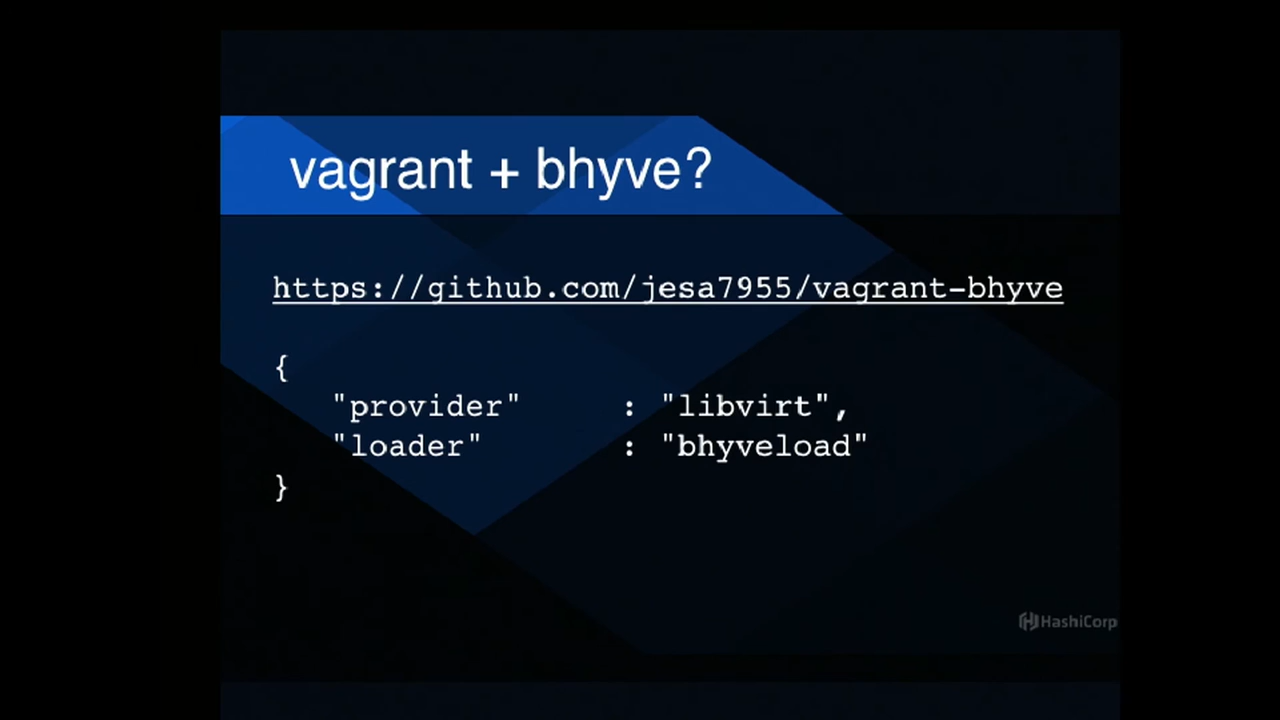 vagrant + bhyve?
https://github.com/jesa7955/vagrant-bhyve
{
"provider" : "libvirt",
"loader" : "bhyveload"
}
HashiCorp